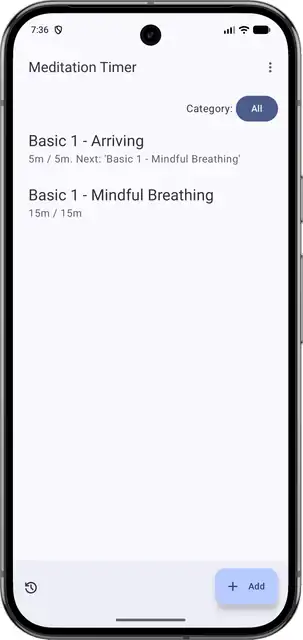 7:36
Meditation Timer
Category: All
Basic 1 - Arriving
5m / 5m. Next: 'Basic 1 - Mindful Breathing'
Basic 1 - Mindful Breathing
15m / 15m
+ Add